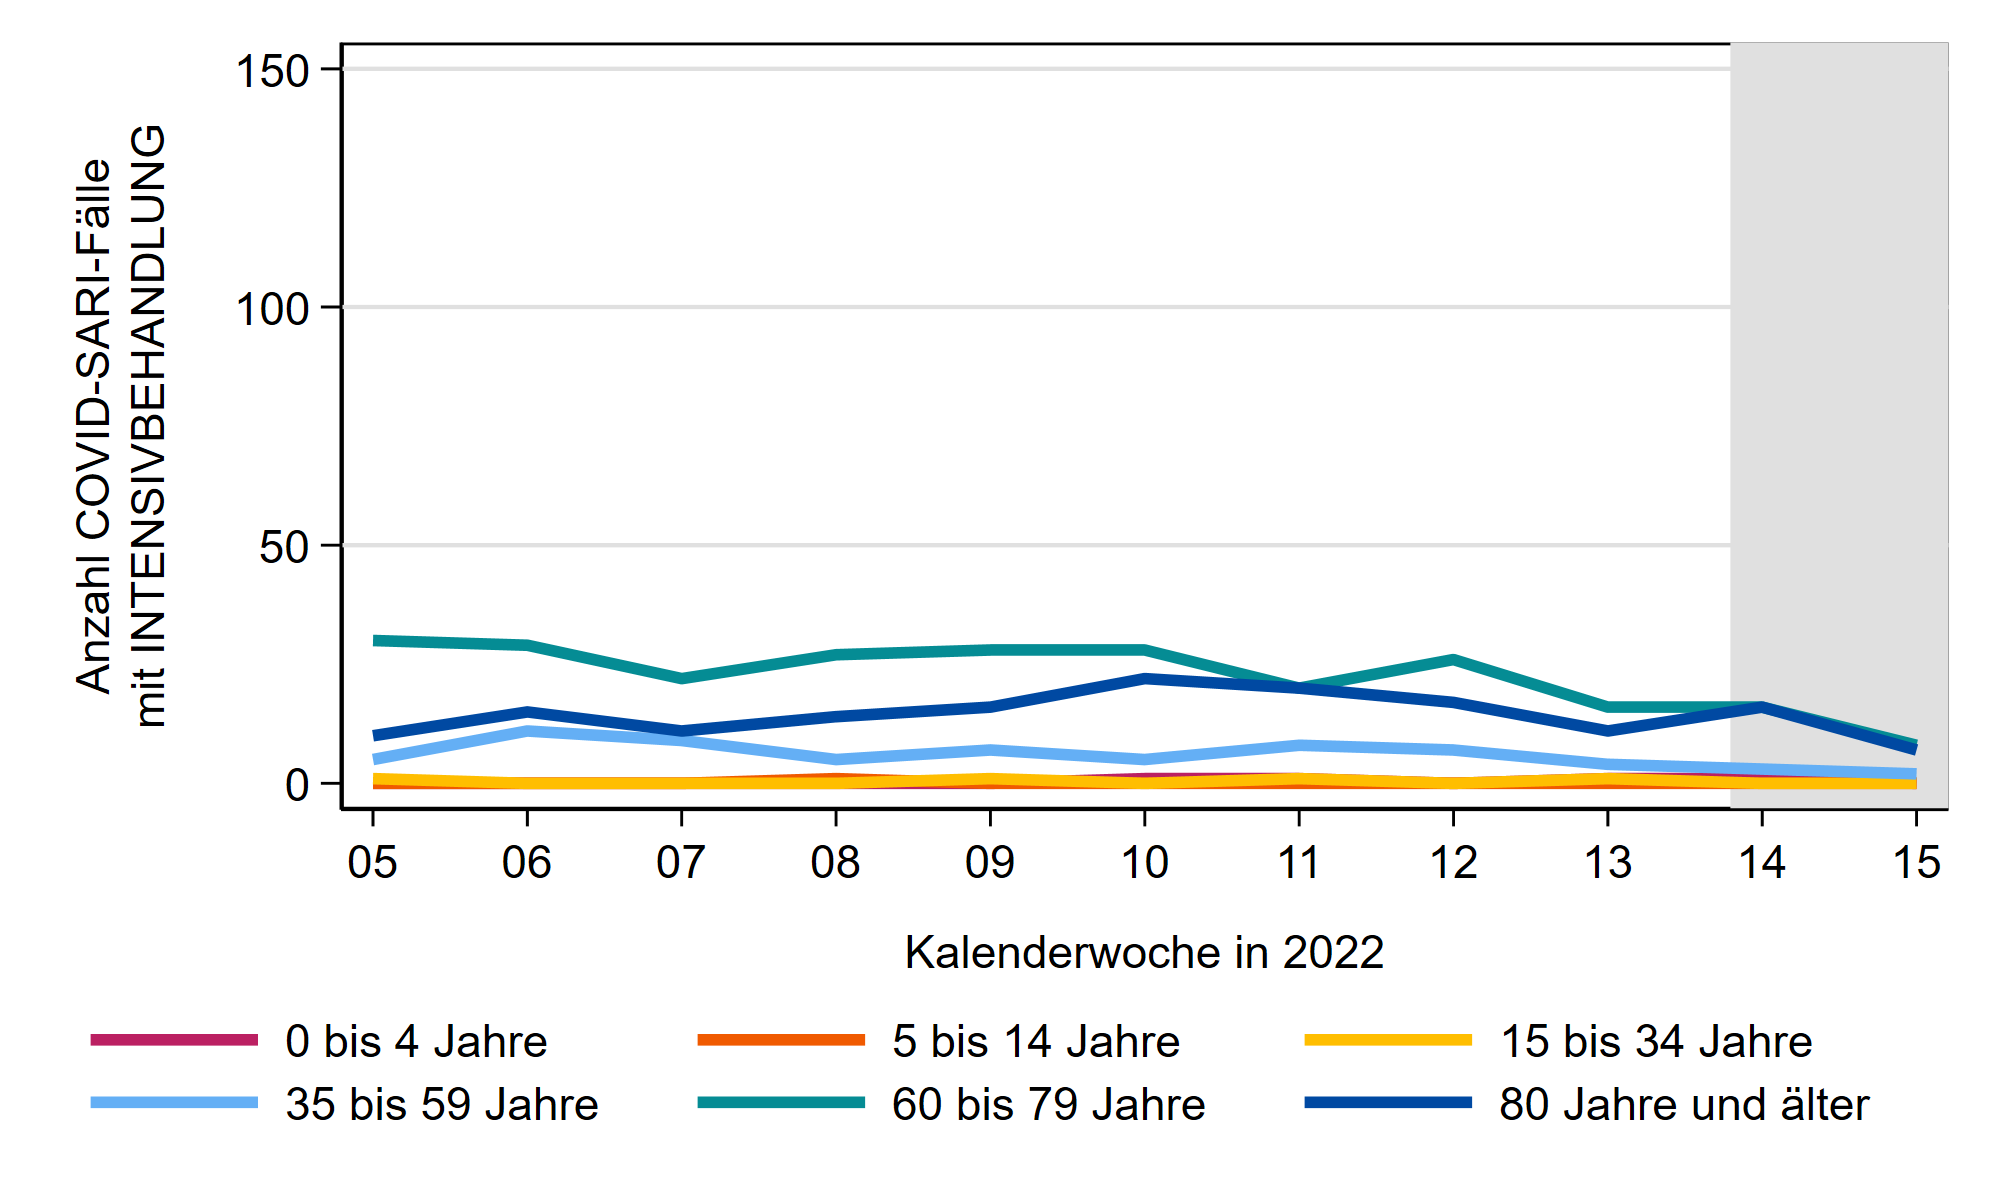 Anzahl COVID-SARI-Fälle
mit INTENSIVBEHANDLUNG
150
100
50
0
05 06 07 08 09 10 11 12 13 14 15
Kalenderwoche in 2022
0 bis 4 Jahre 5 bis 14 Jahre 15 bis 34 Jahre
35 bis 59 Jahre 60 bis 79 Jahre 80 Jahre und älter